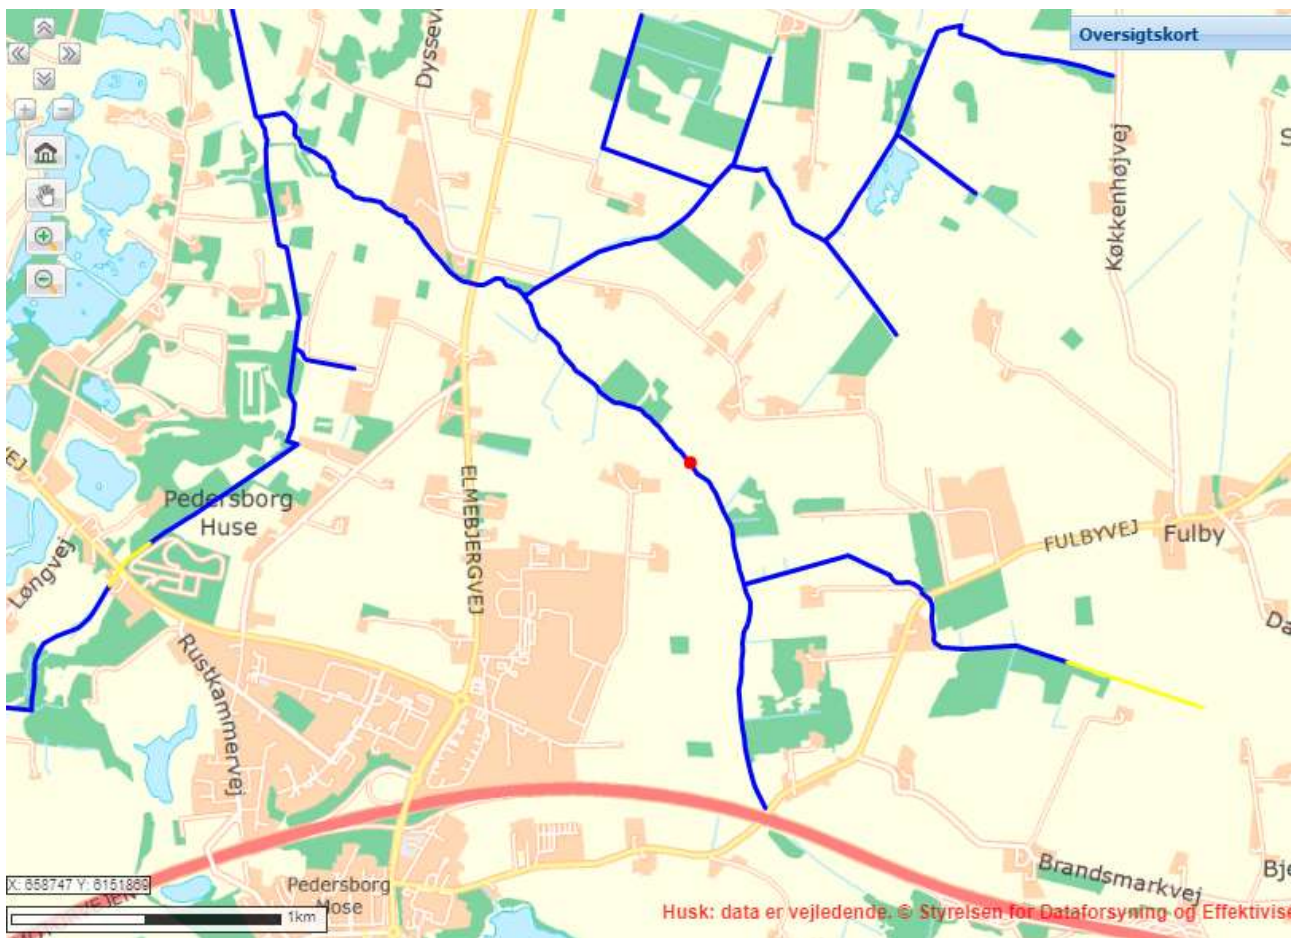 Oversigtskort
Dyssev
Køkkenhøjvej
S
EJ
Pedersborg
Huse
ELMEBJERGVEJ
FULBYVEJ
Fulby
Løngvej
Da
Rustkammervej
X: 658747 Y: 6151869
Pedersborg
Mose
Brandsmarkvej
Bje
1km
Husk: data er vejledende. © Styrelsen for Dataforsyning og Effektivise